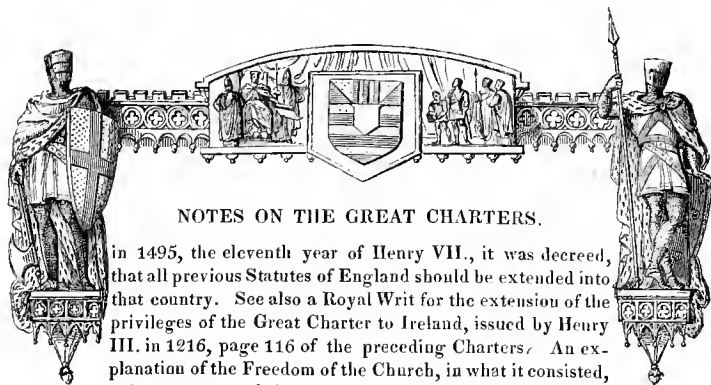 NOTES ON THE GREAT CHARTERS.
in 1495, the eleventh year of Henry VII., it was decreed,
that all previous Statutes of England should be extended into
that country. See also a Royal Writ for the extension of the
privileges of the Great Charter to Ireland, issued by Henry
III. in 1216, page 116 of the preceding Charters. An ex-
planation of the Freedom of the Church, in what it consisted,